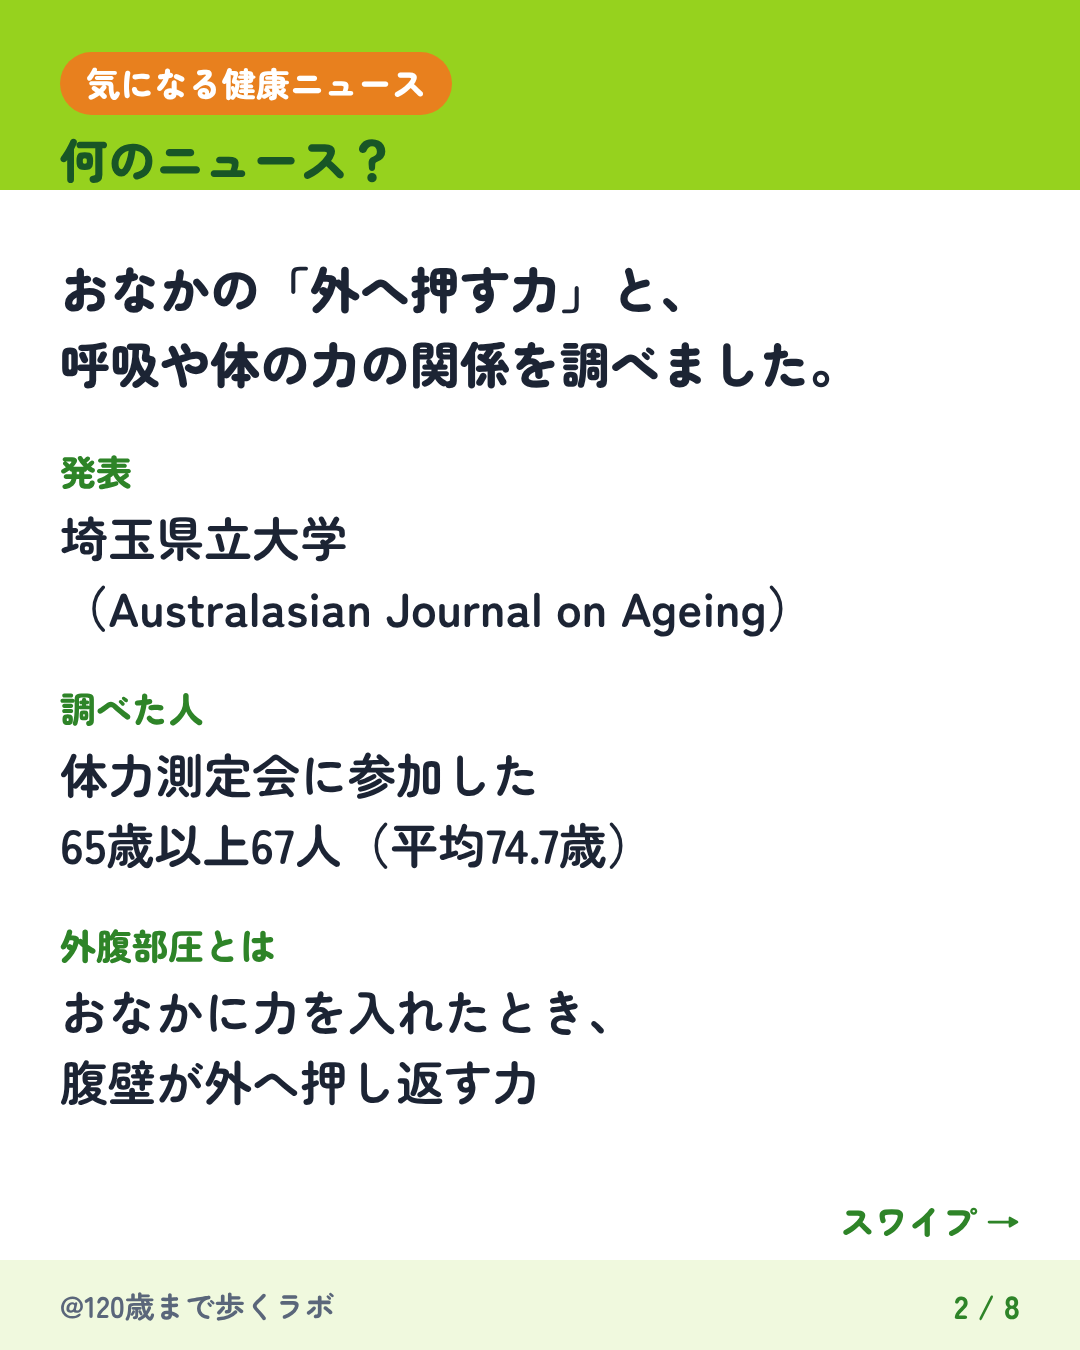 気になる健康ニュース
何のニュース？
おなかの「外へ押す力」と、
呼吸や体の力の関係を調べました。
発表
埼玉県立大学
（Australasian Journal on Ageing）
調べた人
体力測定会に参加した
65歳以上67人（平均74.7歳）
外腹部圧とは
おなかに力を入れたとき、
腹壁が外へ押し返す力
スワイプ →
@120歳まで歩くラボ
2 / 8